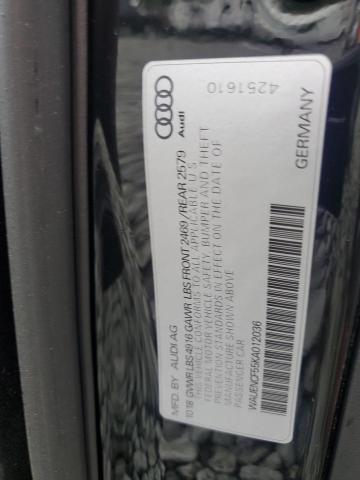 4251610
Audi
GERMANY
MFD. BY AUDI AG
1018 GVWR LBS 4916 GAWR LBS FRONT 2469 /REAR 2579
THIS VEHICLE CONFORMS TO ALL APPLICABLE U S
FEDERAL MOTOR VEHICLE SAFETY, BUMPER AND THEFT
PREVENTION STANDARDS IN EFFECT ON THE DATE OF
MANUFACTURE SHOWN ABOVE
PASSENGER CAR
WAUENCF55KA012036